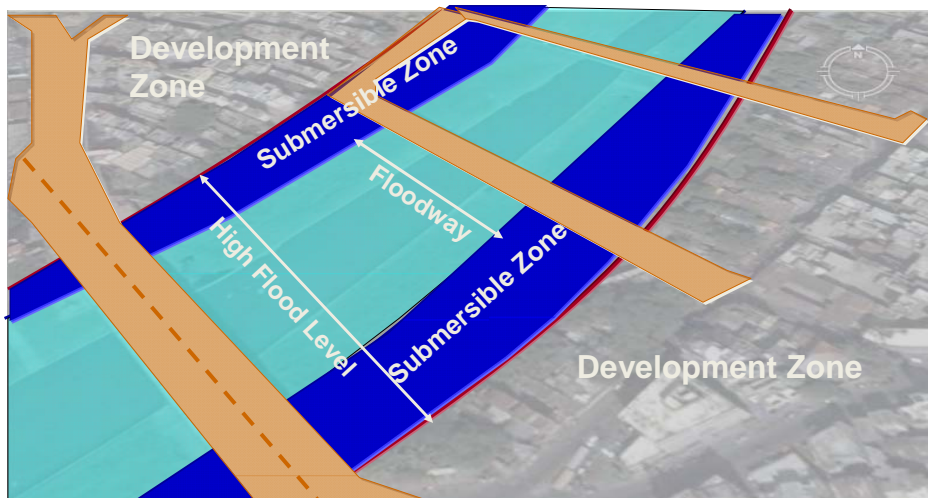 Development
Zone
Submersible Zone
N
Floodway
High Flood Level
Submersible Zone
Development Zone